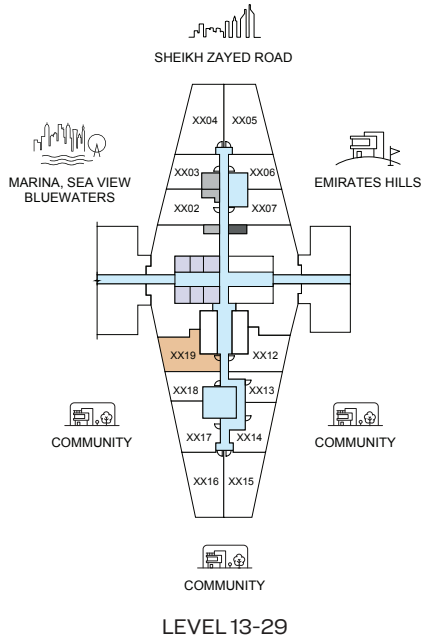 SHEIKH ZAYED ROAD
XX04 XX05
MARINA, SEA VIEW
BLUEWATERS
EMIRATES HILLS
XX03 XX06
XX02 XX07
XX19 XX12
XX18 XX13
COMMUNITY
COMMUNITY
XX17 XX14
XX16 XX15
COMMUNITY
LEVEL 13-29